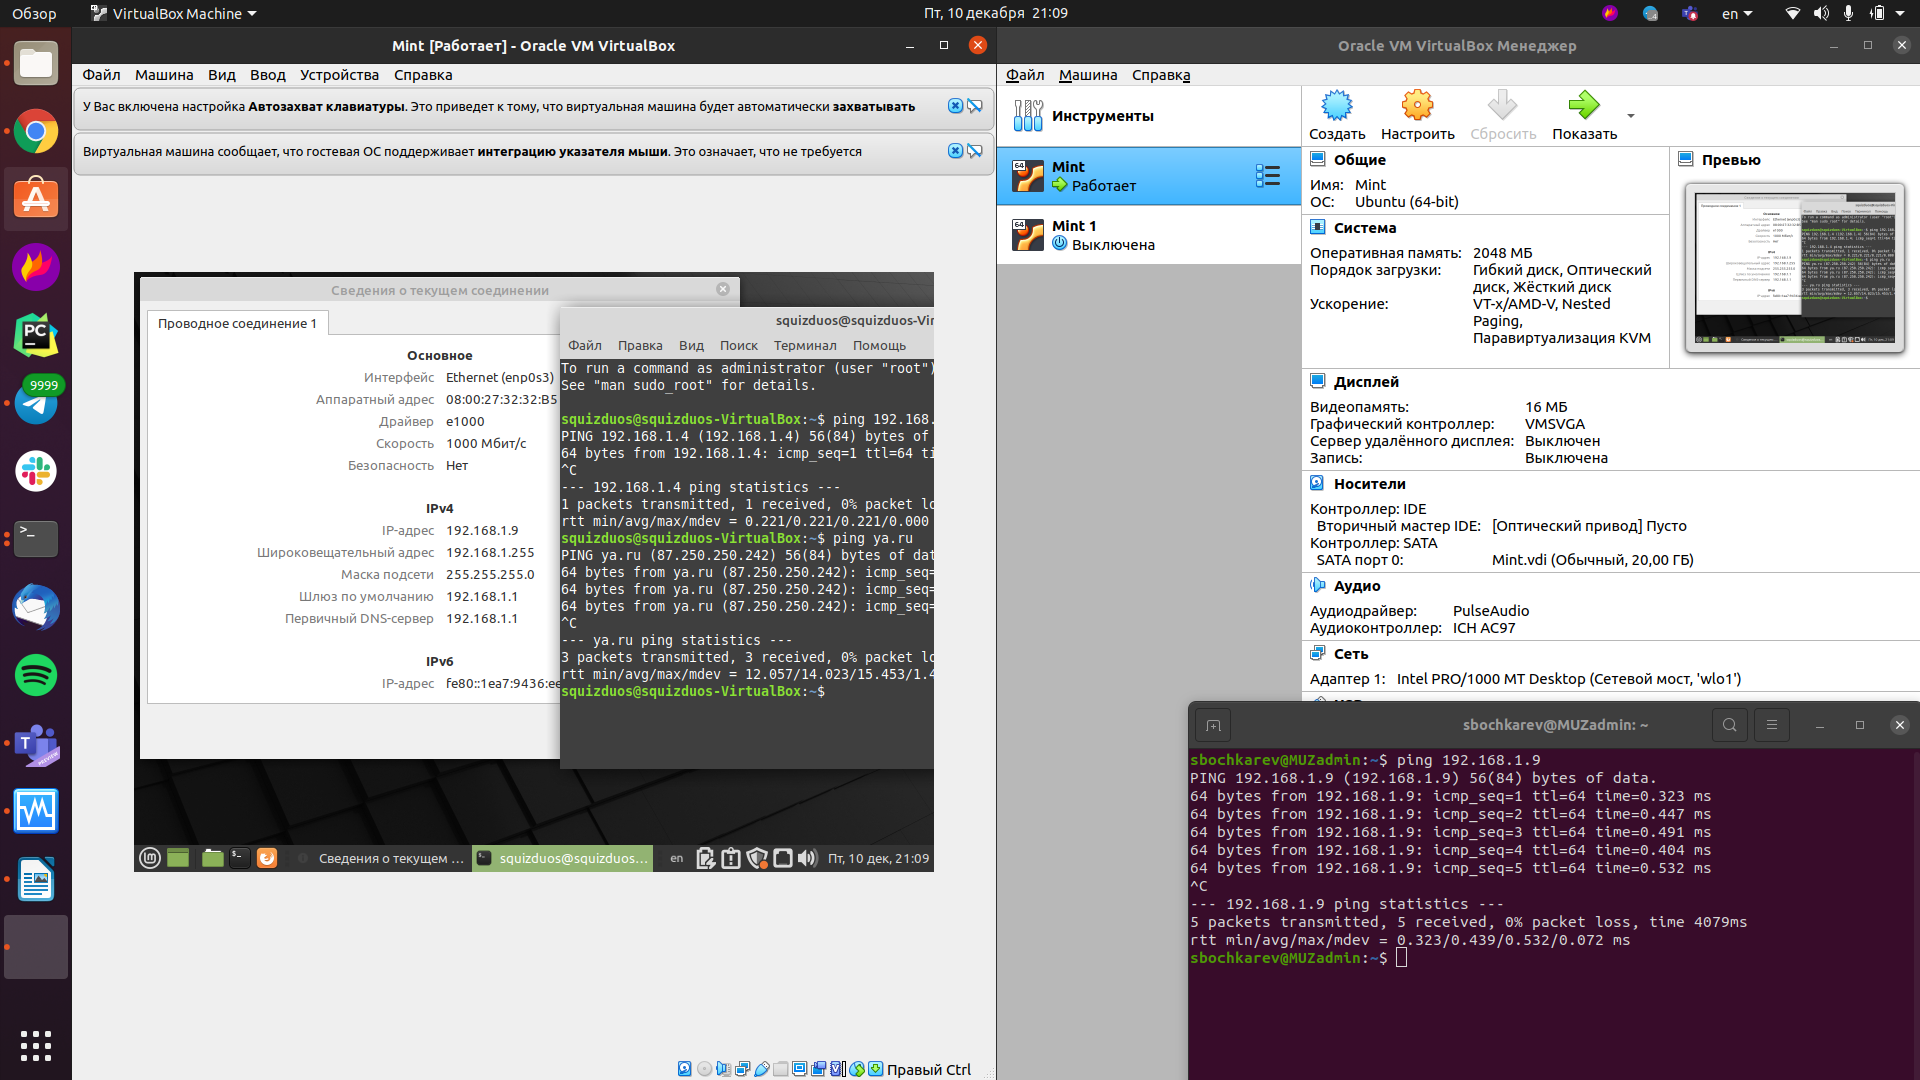 Обзор
VirtualBox Machine
Пт, 10 декабря 21:09
en
Mint [Работает] - Oracle VM VirtualBox
Файл Машина Вид Ввод Устройства Справка
У Вас включена настройка Автозахват клавиатуры. Это приведет к тому, что виртуальная машина будет автоматически захватывать
Виртуальная машина сообщает, что гостевая ОС поддерживает интеграцию указателя мыши. Это означает, что не требуется
PC
9999
T
PREVIEW
Сведения о текущем соединении
Проводное соединение 1
Основное
Интерфейс Ethernet (enp0s3)
Аппаратный адрес 08:00:27:32:32:B5
Драйвер e1000
Скорость 1000 Мбит/с
Безопасность Нет
IPv4
IP-адрес 192.168.1.9
Широковещательный адрес 192.168.1.255
Маска подсети 255.255.255.0
Шлюз по умолчанию 192.168.1.1
Первичный DNS-сервер 192.168.1.1
IPv6
IP-адрес fe80::1ea7:9436:ee
squizduos@squizduos-Vir
Файл Правка Вид Поиск Терминал Помощь
To run a command as administrator (user "root")
See "man sudo_root" for details.
squizduos@squizduos-VirtualBox:~$ ping 192.168.
PING 192.168.1.4 (192.168.1.4) 56(84) bytes of
64 bytes from 192.168.1.4: icmp_seq=1 ttl=64 ti
^C
--- 192.168.1.4 ping statistics ---
1 packets transmitted, 1 received, 0% packet lo
rtt min/avg/max/mdev = 0.221/0.221/0.221/0.000
squizduos@squizduos-VirtualBox:~$ ping ya.ru
PING ya.ru (87.250.250.242) 56(84) bytes of dat
64 bytes from ya.ru (87.250.250.242): icmp_seq=
64 bytes from ya.ru (87.250.250.242): icmp_seq=
64 bytes from ya.ru (87.250.250.242): icmp_seq=
^C
--- ya.ru ping statistics ---
3 packets transmitted, 3 received, 0% packet lo
rtt min/avg/max/mdev = 12.057/14.023/15.453/1.4
squizduos@squizduos-VirtualBox:~$
Сведения о текущем ...
squizduos@squizduos...
en
Пт, 10 дек, 21:09
Правый Ctrl
Oracle VM VirtualBox Менеджер
Файл Машина Справка
Инструменты
64
Mint
Работает
64
Mint 1
Выключена
Создать Настроить Сбросить Показать
Общие
Имя: Mint
ОС: Ubuntu (64-bit)
Превью
Система
Оперативная память: 2048 МБ
Порядок загрузки: Гибкий диск, Оптический
диск, Жёсткий диск
Ускорение: VT-x/AMD-V, Nested
Paging,
Паравиртуализация KVM
Дисплей
Видеопамять: 16 МБ
Графический контроллер: VMSVGA
Сервер удалённого дисплея: Выключен
Запись: Выключена
Носители
Контроллер: IDE
Вторичный мастер IDE: [Оптический привод] Пусто
Контроллер: SATA
SATA порт 0: Mint.vdi (Обычный, 20,00 ГБ)
Аудио
Аудиодрайвер: PulseAudio
Аудиоконтроллер: ICH AC97
Сеть
Адаптер 1: Intel PRO/1000 MT Desktop (Сетевой мост, 'wlo1')
sbochkarev@MUZadmin: ~
sbochkarev@MUZadmin:~$ ping 192.168.1.9
PING 192.168.1.9 (192.168.1.9) 56(84) bytes of data.
64 bytes from 192.168.1.9: icmp_seq=1 ttl=64 time=0.323 ms
64 bytes from 192.168.1.9: icmp_seq=2 ttl=64 time=0.447 ms
64 bytes from 192.168.1.9: icmp_seq=3 ttl=64 time=0.491 ms
64 bytes from 192.168.1.9: icmp_seq=4 ttl=64 time=0.404 ms
64 bytes from 192.168.1.9: icmp_seq=5 ttl=64 time=0.532 ms
^C
--- 192.168.1.9 ping statistics ---
5 packets transmitted, 5 received, 0% packet loss, time 4079ms
rtt min/avg/max/mdev = 0.323/0.439/0.532/0.072 ms
sbochkarev@MUZadmin:~$